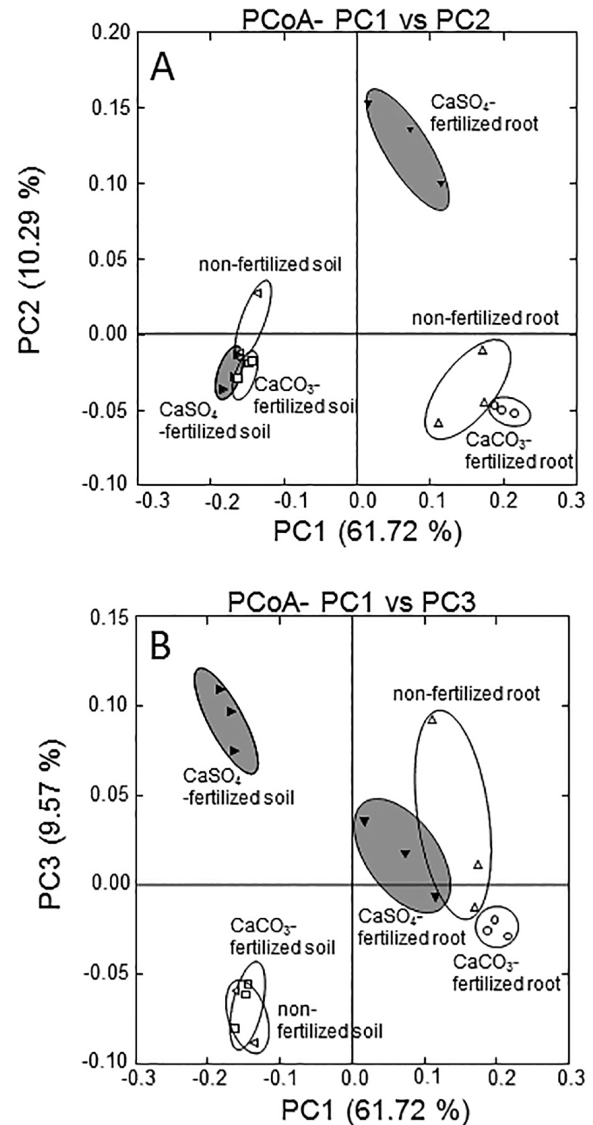 PCoA- PC1 vs PC2
A
0.20
0.15
0.10
0.05
0.00
-0.05
-0.10
PC2 (10.29 %)
CaSO₄-
fertilized root
non-fertilized soil
non-fertilized root
CaSO₄
-fertilized soil
CaCO₃-
fertilized soil
CaCO₃-
fertilized root
-0.3 -0.2 -0.1 0.0 0.1 0.2 0.3
PC1 (61.72 %)
PCoA- PC1 vs PC3
B
0.15
0.10
0.05
0.00
-0.05
-0.10
PC3 (9.57 %)
non-fertilized root
CaSO₄
-fertilized soil
CaSO₄-
fertilized root
CaCO₃-
fertilized soil
CaCO₃-
fertilized root
non-
fertilized soil
-0.3 -0.2 -0.1 0.0 0.1 0.2 0.3
PC1 (61.72 %)